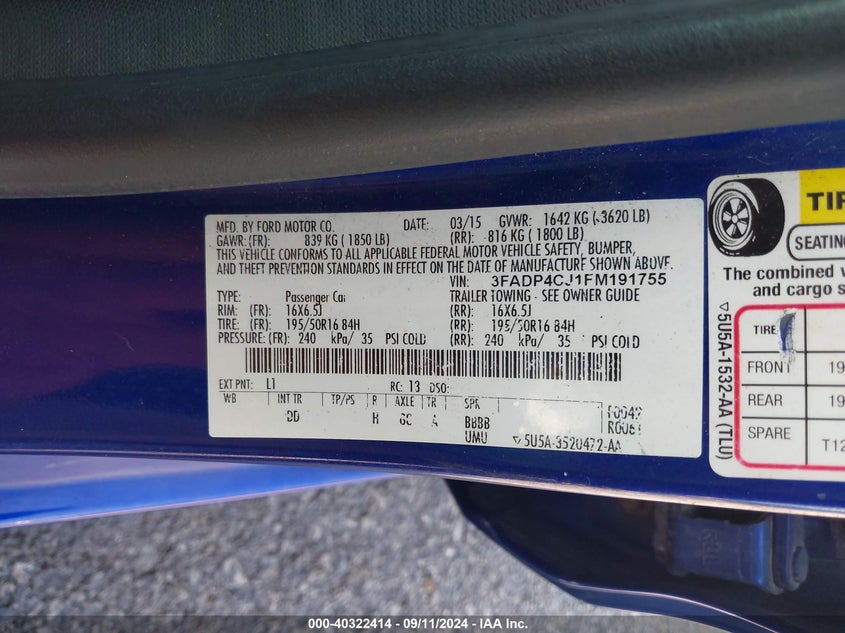 MFD. BY FORD MOTOR CO. DATE: 03/15 GVWR: 1642 KG ( 3620 LB)
GAWR: (FR): 839 KG ( 1850 LB) (RR): 816 KG ( 1800 LB)
THIS VEHICLE CONFORMS TO ALL APPLICABLE FEDERAL MOTOR VEHICLE SAFETY, BUMPER,
AND THEFT PREVENTION STANDARDS IN EFFECT ON THE DATE OF MANUFACTURE SHOWN ABOVE.
VIN: 3FADP4CJ1FM191755
TYPE: Passenger Car TRAILER TOWING - SEE OWNER GUIDE
RIM: (FR): 16X6.5J (RR): 16X6.5J
TIRE: (FR): 195/50R16 84H (RR): 195/50R16 84H
PRESSURE: (FR): 240 kPa/ 35 PSI COLD (RR): 240 kPa/ 35 PSI COLD
EXT PNT: L1 RC: 13 DSO:
WB INT TR TP/PS R AXLE TR SPR
DD H A BBBB
UMU ▽5U5A-3520472-AA
TIR
SEATING
The combined
and cargo s
TIRE
FRONT 19
REAR 19
SPARE T12
▽5U5A-1532-AA (TLU)
000-40322414 - 09/11/2024 - IAA Inc.